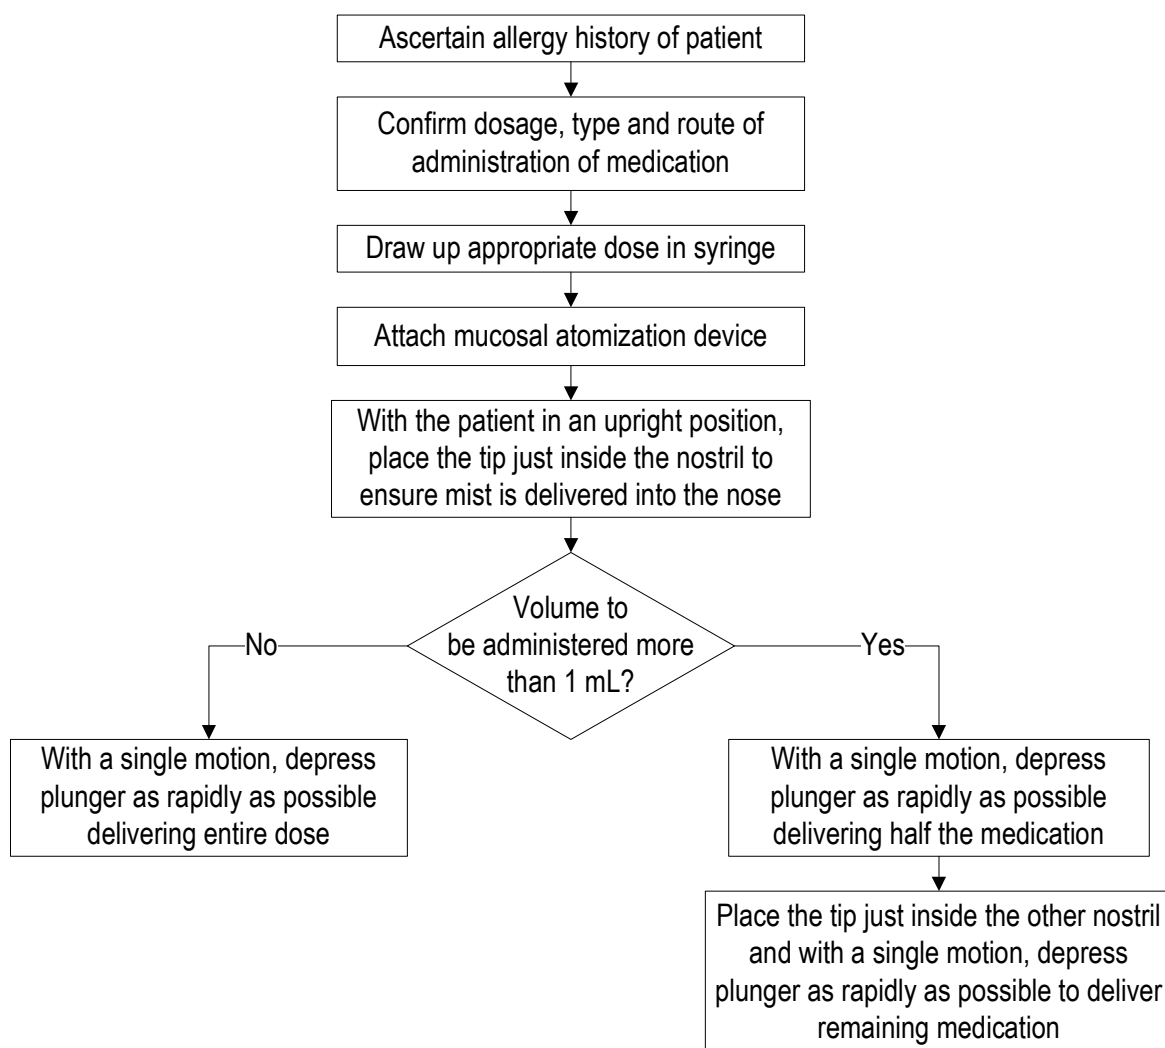 Ascertain allergy history of patient
Confirm dosage, type and route of
administration of medication
Draw up appropriate dose in syringe
Attach mucosal atomization device
With the patient in an upright position,
place the tip just inside the nostril to
ensure mist is delivered into the nose
Volume to
be administered more
than 1 mL?
No
Yes
With a single motion, depress
plunger as rapidly as possible
delivering entire dose
With a single motion, depress
plunger as rapidly as possible
delivering half the medication
Place the tip just inside the other nostril
and with a single motion, depress
plunger as rapidly as possible to deliver
remaining medication